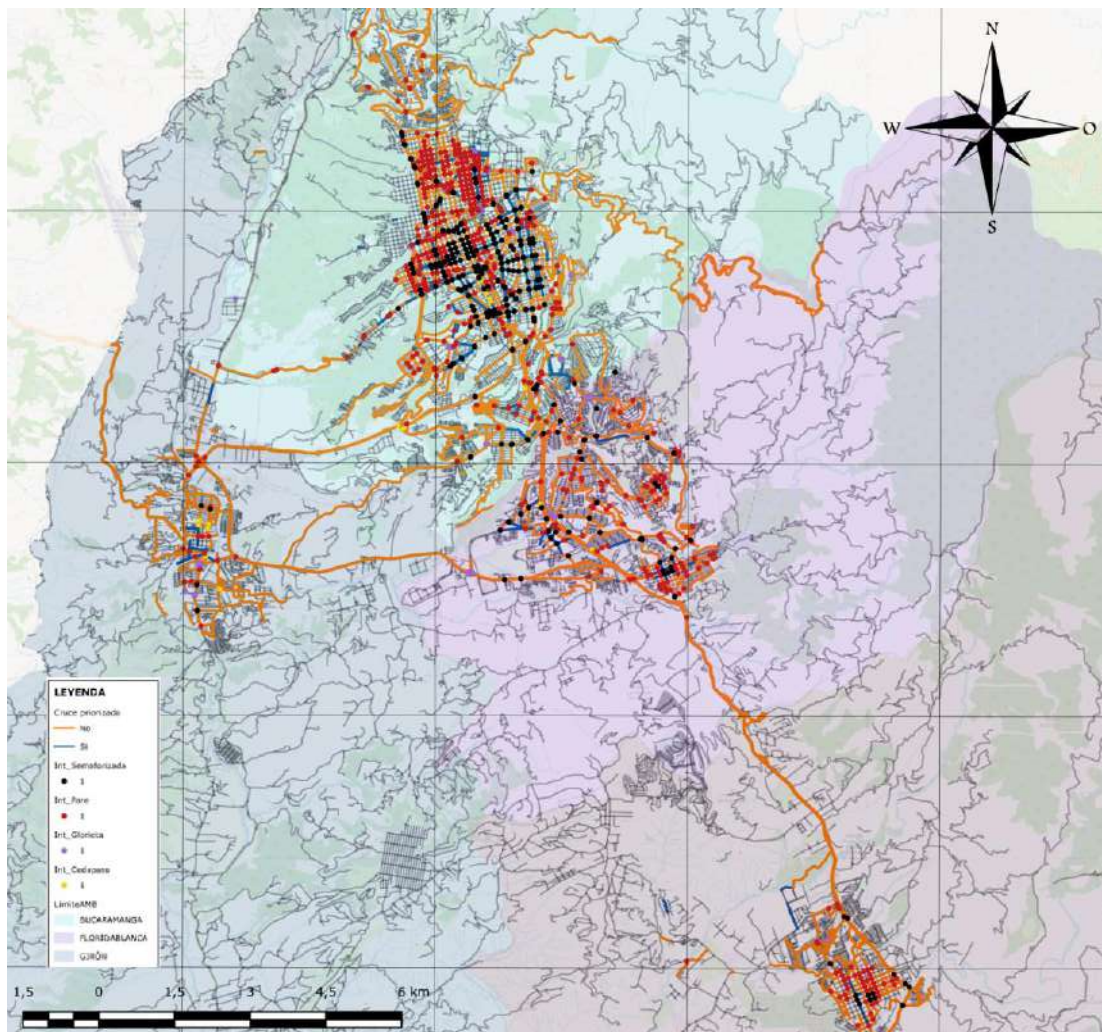 N
W
O
S
LEYENDA
Cruce priorizado
No
Si
Int_Semaforizada
1
Int_Pare
1
Int_Glorieta
1
Int_Cedapaso
1
LímiteAMB
BUCARAMANGA
FLORIDABLANCA
GIRÓN
1,5 0 1,5 3 4,5 6 km